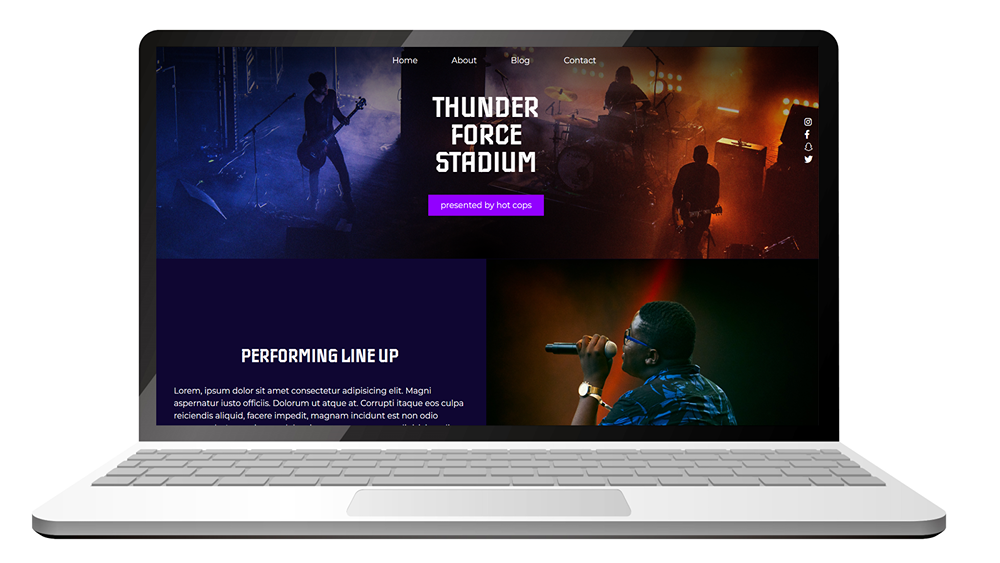 Home About Blog Contact
THUNDER
FORCE
STADIUM
presented by hot cops
PERFORMING LINE UP
Lorem, ipsum dolor sit amet consectetur adipisicing elit. Magni
aspernatur iusto officiis. Dolorum ut atque at. Corrupti itaque eos culpa
reiciendis aliquid, facere impedit, magnam incidunt est non odio